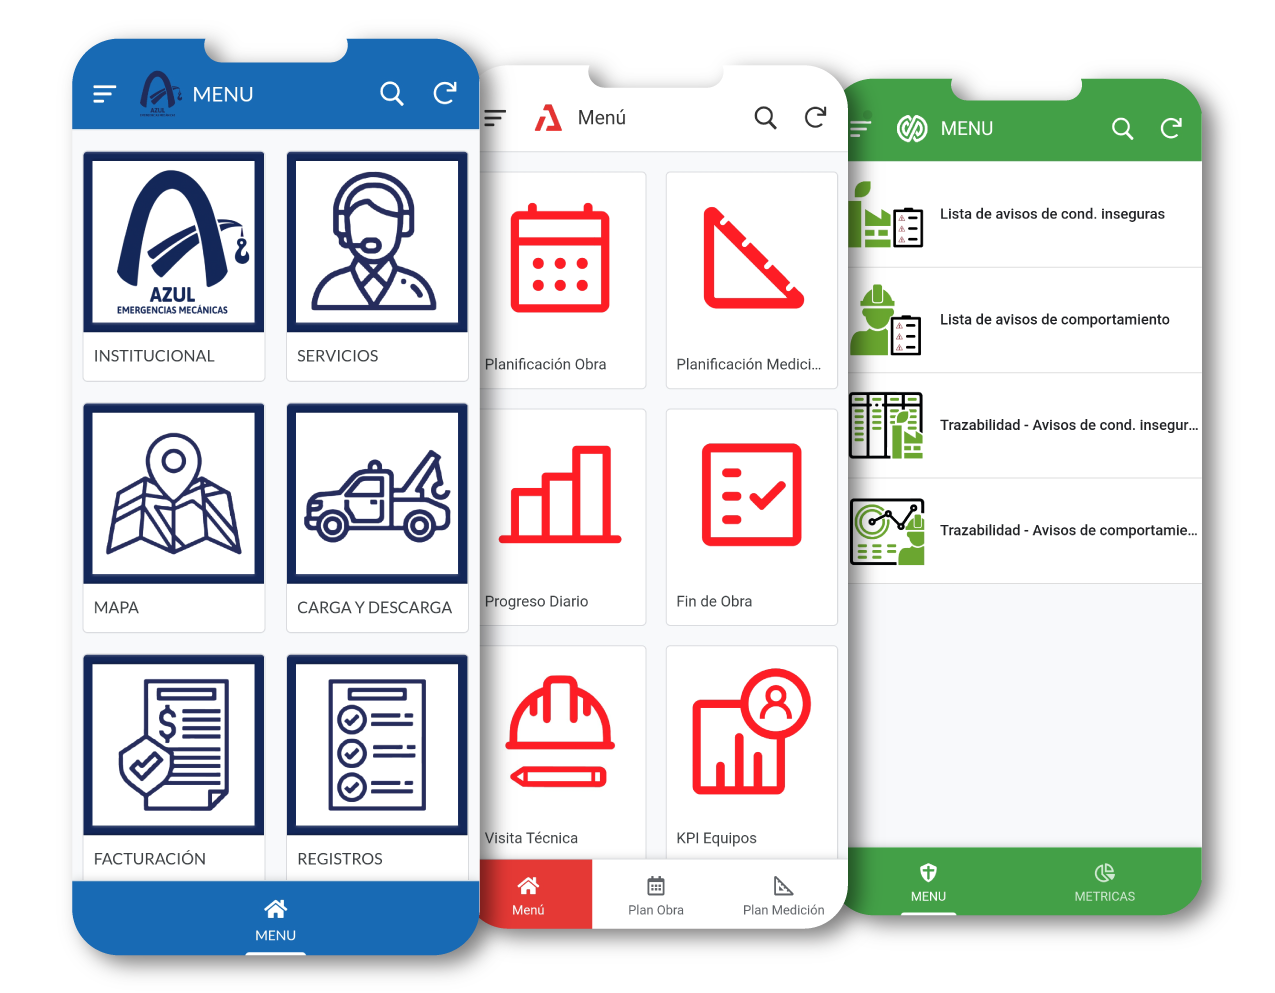 AZUL
MENU
AZUL
EMERGENCIAS MECÁNICAS
INSTITUCIONAL
SERVICIOS
MAPA
CARGA Y DESCARGA
$
FACTURACIÓN
REGISTROS
MENU
Menú
Planificación Obra
Planificación Medici...
Progreso Diario
Fin de Obra
Visita Técnica
KPI Equipos
Menú
Plan Obra
Plan Medición
MENU
Lista de avisos de cond. inseguras
Lista de avisos de comportamiento
Trazabilidad - Avisos de cond. insegur...
Trazabilidad - Avisos de comportamie...
MENU
METRICAS